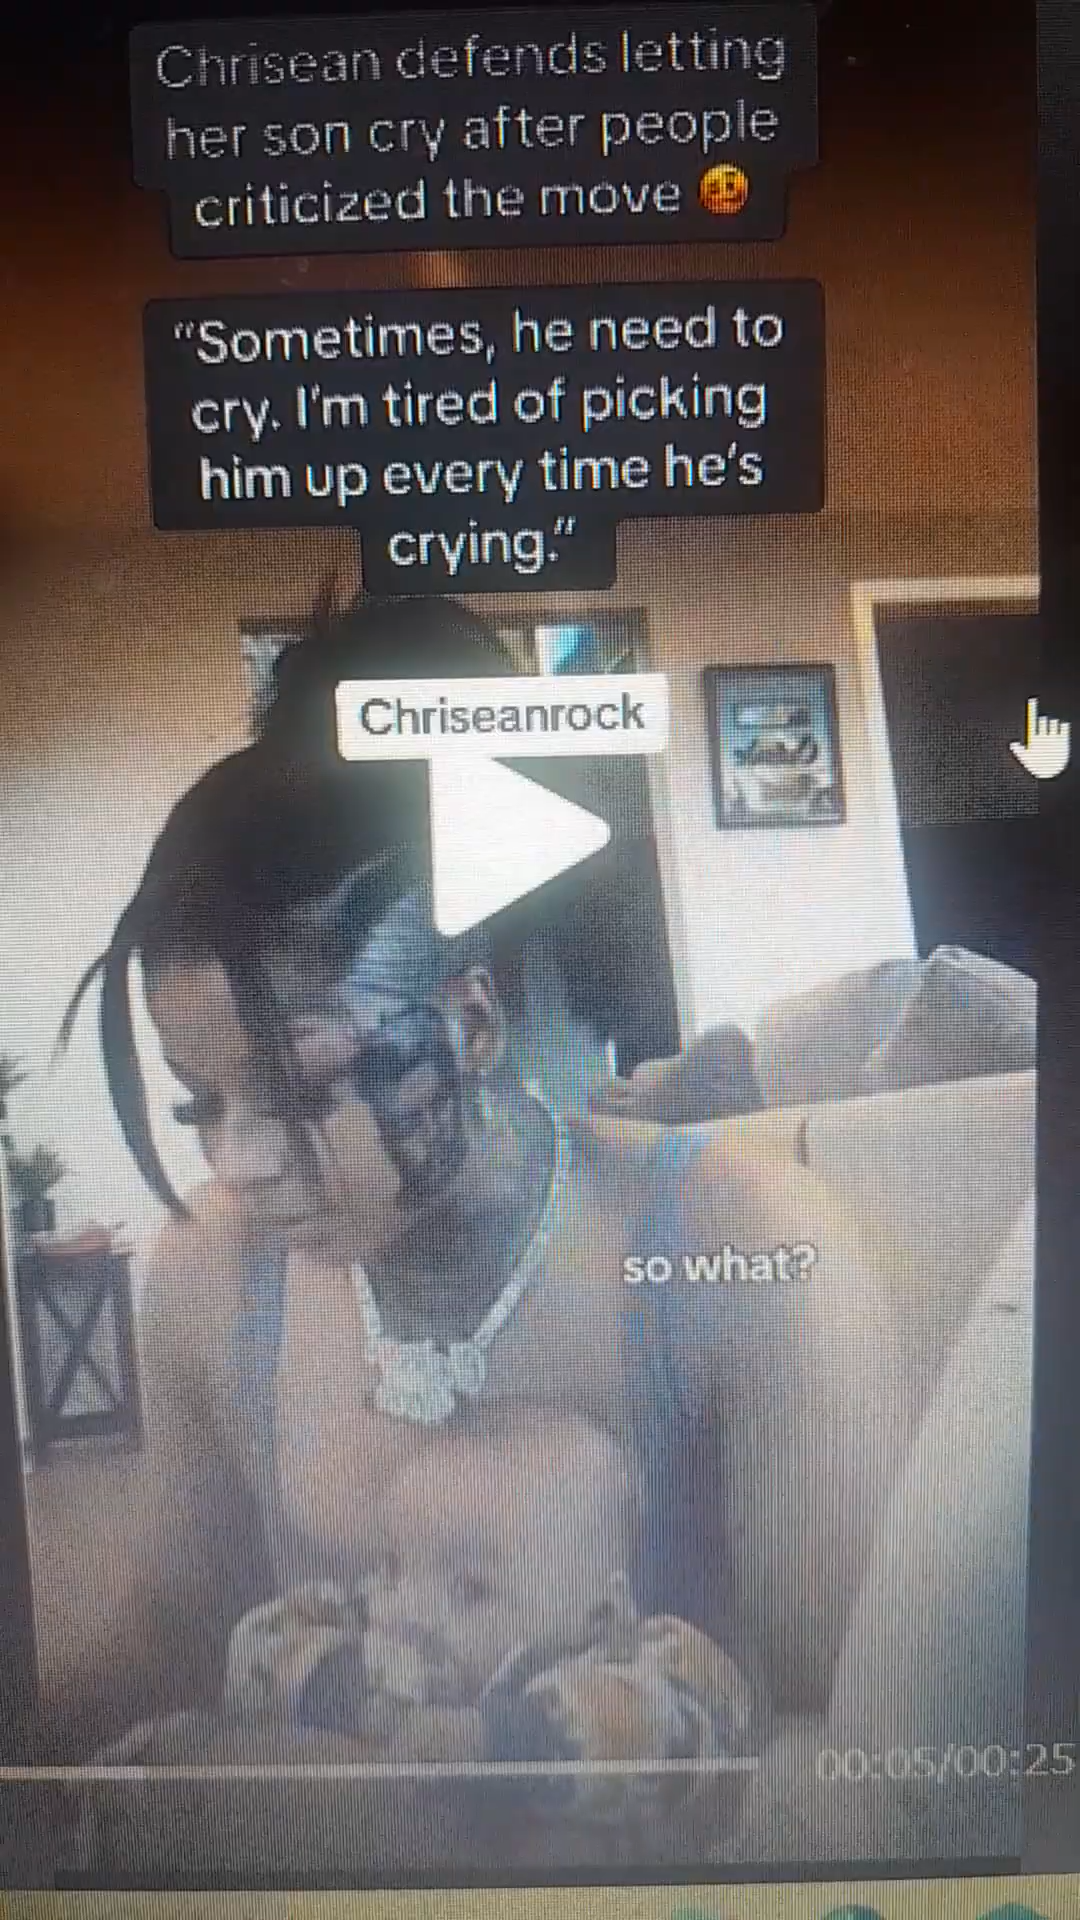 Chrisean defends letting
her son cry after people
criticized the move 🫠
"Sometimes, he need to
cry. I'm tired of picking
him up every time he's
crying."
Chriseanrock
so what?
00:05/00:25